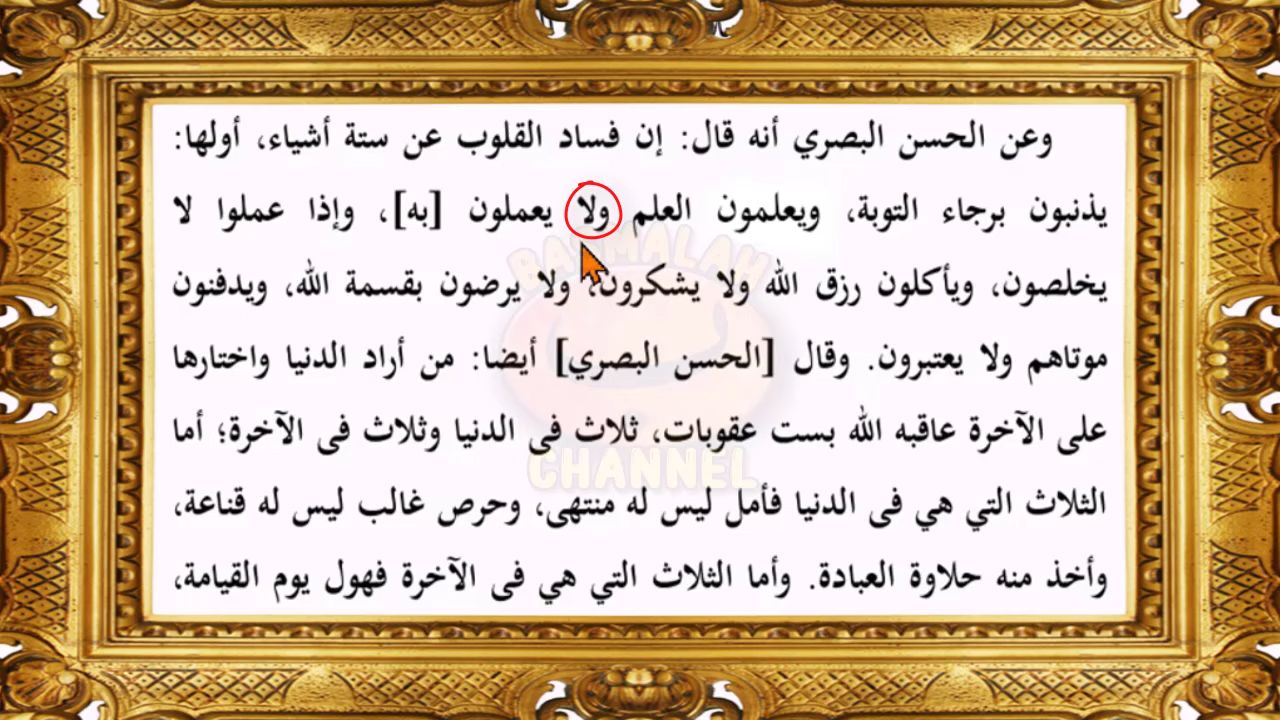 وعن الحسن البصري أنه قال: إن فساد القلوب عن ستة أشياء، أولها:
يذنبون برجاء التوبة، ويعلمون العلم ولا يعملون [به]، وإذا عملوا لا
يخلصون، ويأكلون رزق الله ولا يشكرون، ولا يرضون بقسمة الله، ويدفنون
موتاهم ولا يعتبرون. وقال [الحسن البصري] أيضا: من أراد الدنيا واختارها
على الآخرة عاقبه الله بست عقوبات، ثلاث فى الدنيا وثلاث فى الآخرة؛ أما
الثلاث التي هي فى الدنيا فأمل ليس له منتهى، وحرص غالب ليس له قناعة،
وأخذ منه حلاوة العبادة. وأما الثلاث التي هي فى الآخرة فهول يوم القيامة،
BASMALAH
CHANNEL